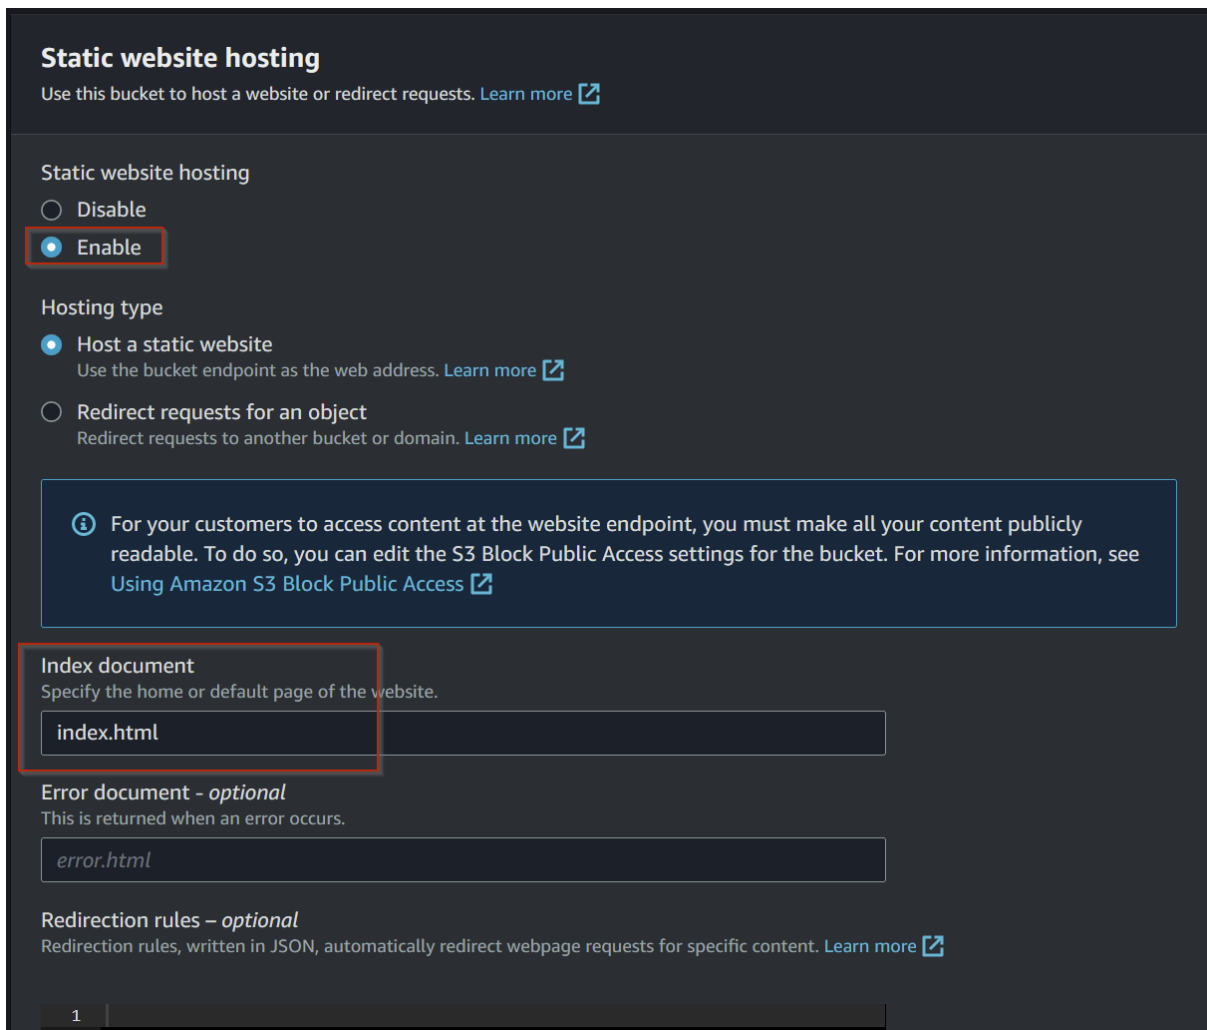 Static website hosting
Use this bucket to host a website or redirect requests. Learn more
Static website hosting
Disable
Enable
Hosting type
Host a static website
Use the bucket endpoint as the web address. Learn more
Redirect requests for an object
Redirect requests to another bucket or domain. Learn more
For your customers to access content at the website endpoint, you must make all your content publicly
readable. To do so, you can edit the S3 Block Public Access settings for the bucket. For more information, see
Using Amazon S3 Block Public Access
Index document
Specify the home or default page of the website.
index.html
Error document - optional
This is returned when an error occurs.
error.html
Redirection rules – optional
Redirection rules, written in JSON, automatically redirect webpage requests for specific content. Learn more
1